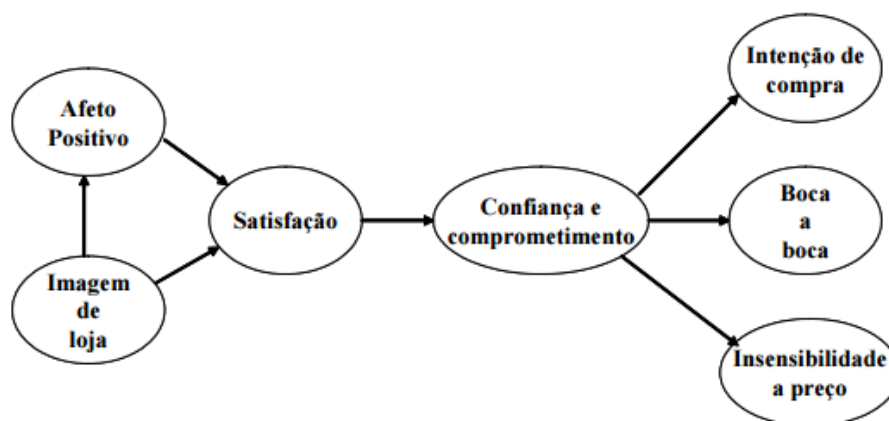 Afeto
Positivo
Imagem
de
loja
Satisfação
Confiança e
comprometimento
Intenção de
compra
Boca
a
boca
Insensibilidade
a preço